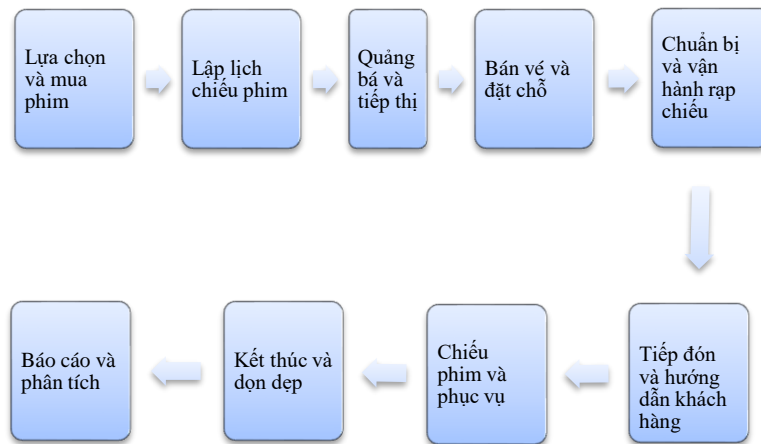 Lựa chọn
và mua
phim
Lập lịch
chiếu phim
Quảng
bá và
tiếp thị
Bán vé và
đặt chỗ
Chuẩn bị
và vận
hành rạp
chiếu
Tiếp đón
và hướng
dẫn khách
hàng
Chiếu
phim và
phục vụ
Kết thúc và
dọn dẹp
Báo cáo và
phân tích